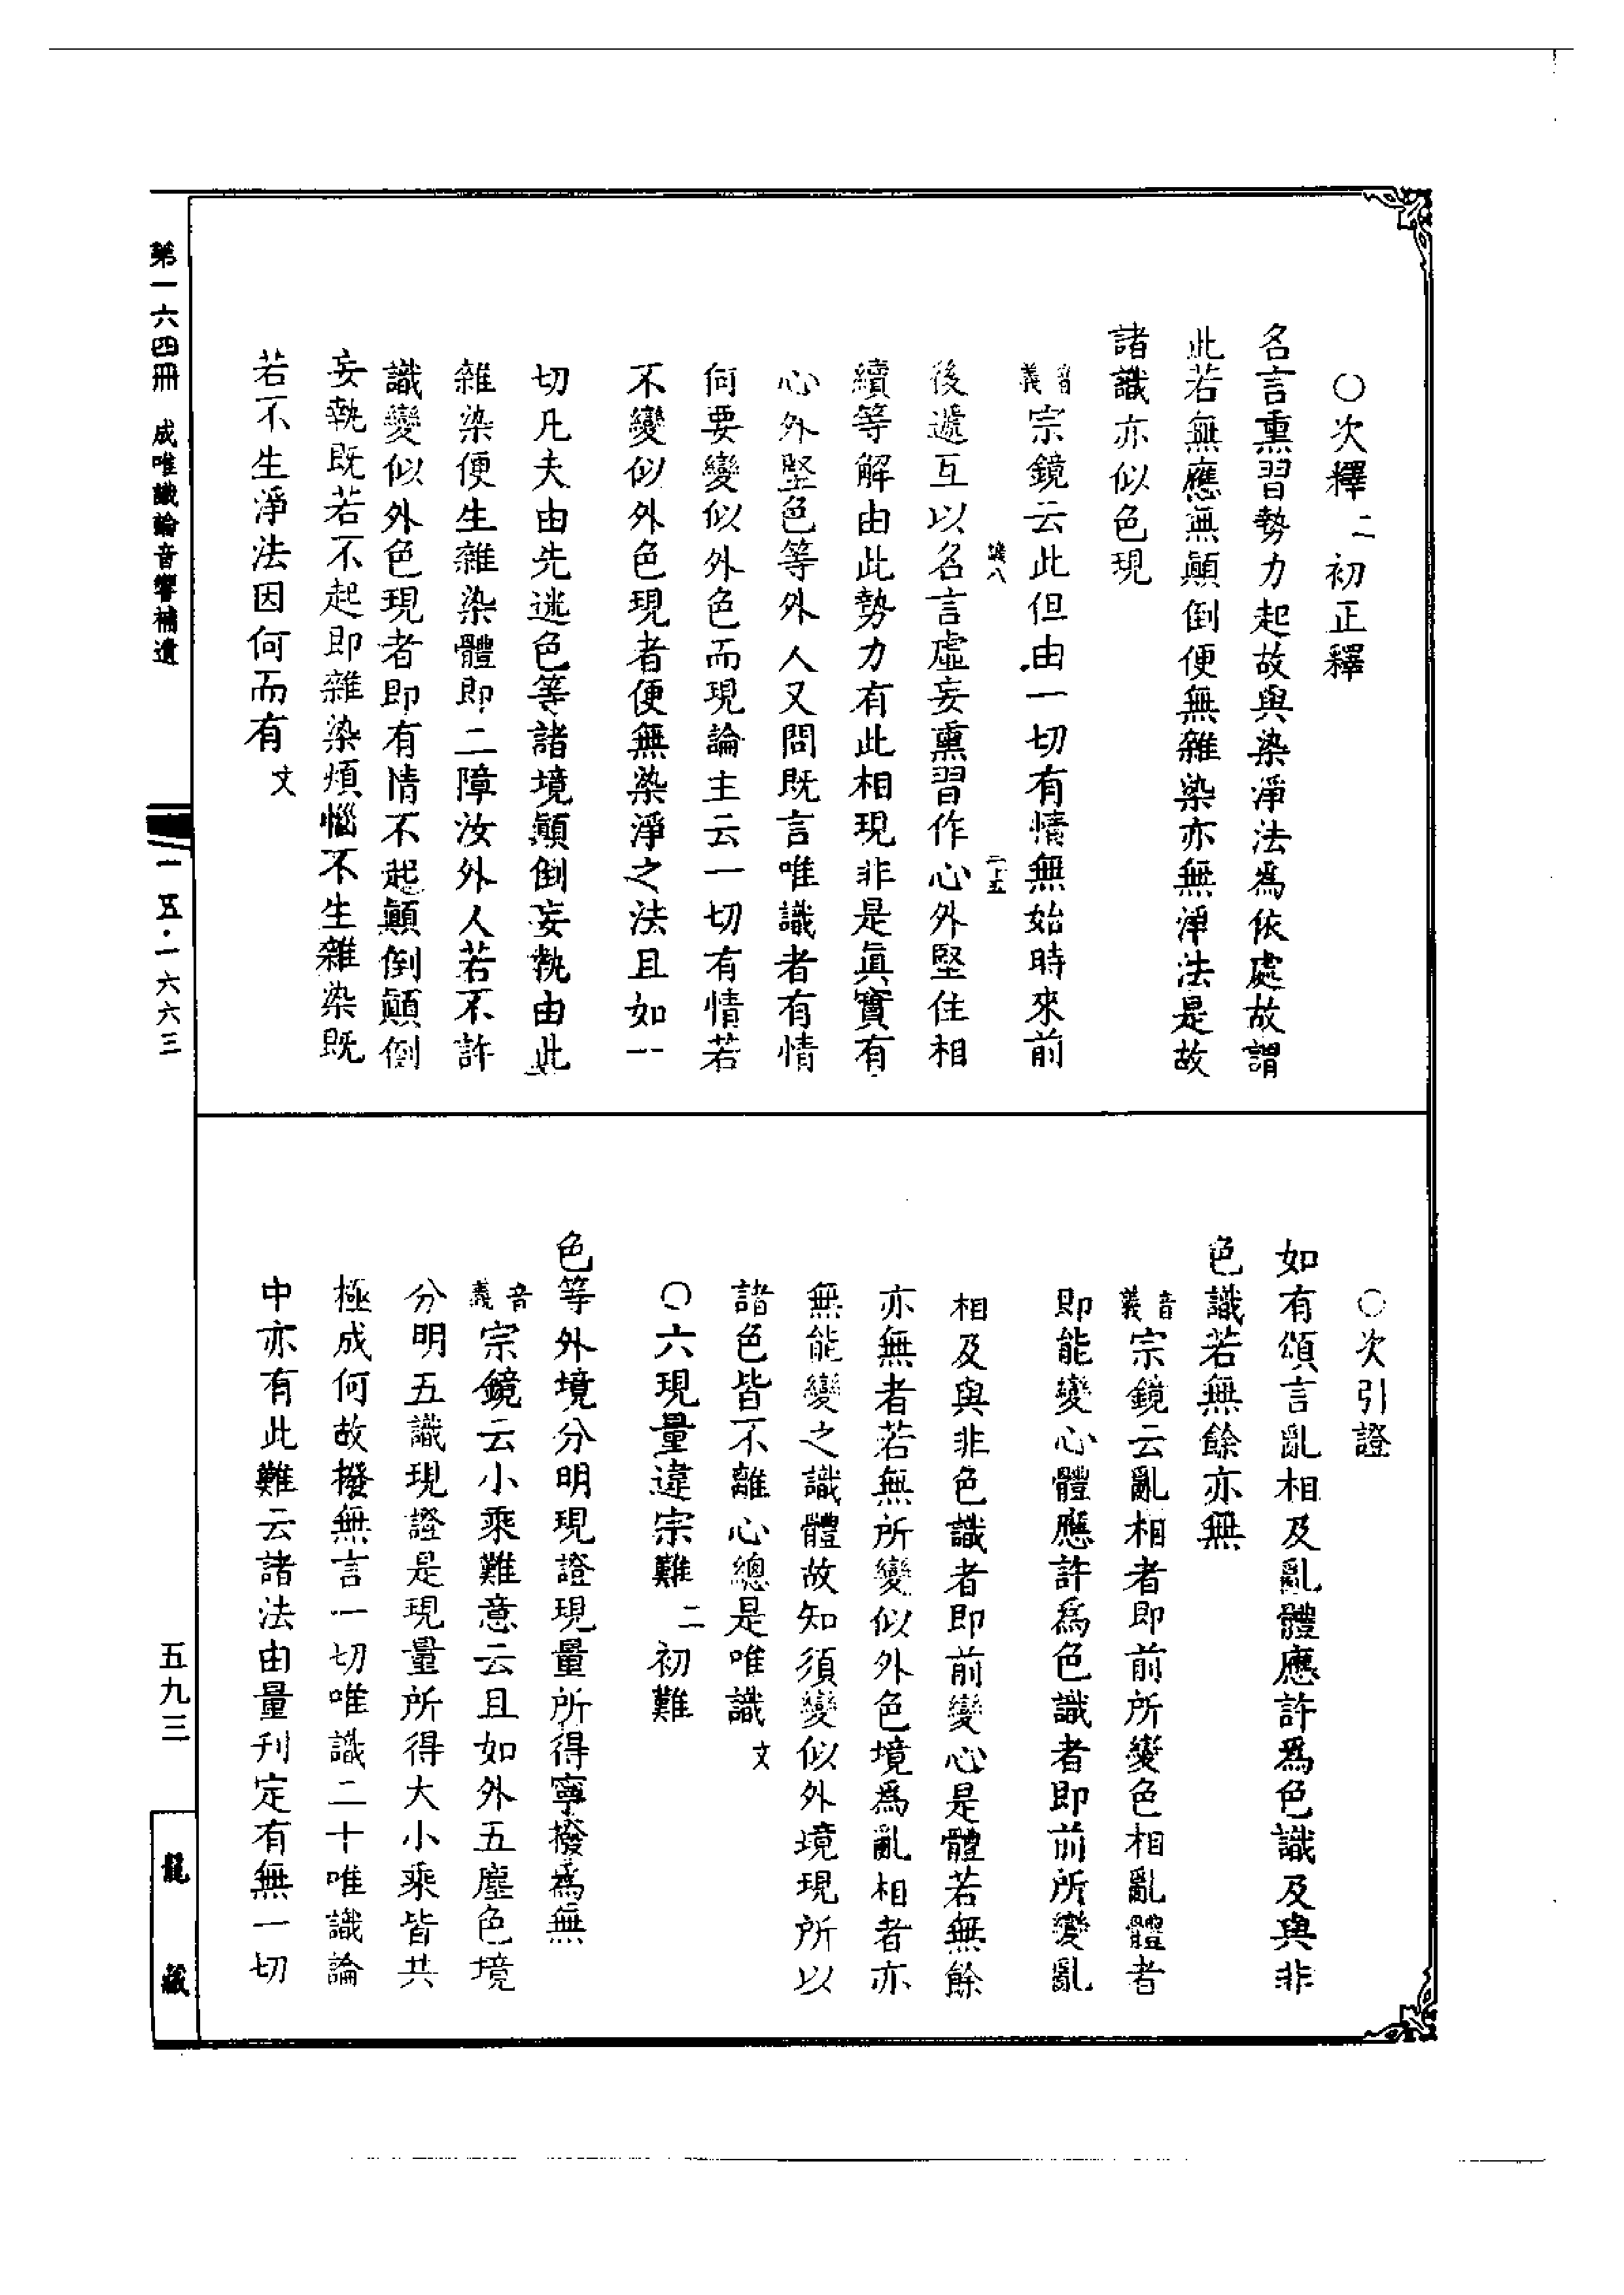 ○次釋二初正釋
名言熏習勢力起故與染淨法為依處故謂
此若無應無顛倒便無雜染亦無淨法是故
諸識亦似色現
音義宗鏡云此但由一切有情無始時來前
後遞互以名言虛妄熏習作心外堅住相
續等解由此勢力有此相現非是眞實有
心外堅色等外人又問既言唯識者有情
何要變似外色而現論主云一切有情若
不變似外色現者便無染淨之法且如一
切凡夫由先迷色等諸境顛倒妄執由此
雜染便生雜染體即二障汝外人若不許
識變似外色現者即有情不起顛倒顛倒
妄執既若不起即雜染煩惱不生雜染既
若不生淨法因何而有文
○次引證
如有頌言亂相及亂體應許為色識及與非
色識若無餘亦無
音義宗鏡云亂相者即前所變色相亂體者
即能變心體應許為色識者即前所變亂
相及與非色識者即前變心是體若無餘
亦無者若無所變似外色境為亂相者亦
無能變之識體故知須變似外境現所以
諸色皆不離心總是唯識文
○六現量違宗難二初難
色等外境分明現證現量所得寧撥為無
音義宗鏡云小乘難意云且如外五塵色境
分明五識現證是現量所得大小乘皆共
極成何故撥無言一切唯識二十唯識論
中亦有此難云諸法由量刊定有無一切
第一六四冊 成唯識論音響補遺
一五·一六六三
五九三
龍藏